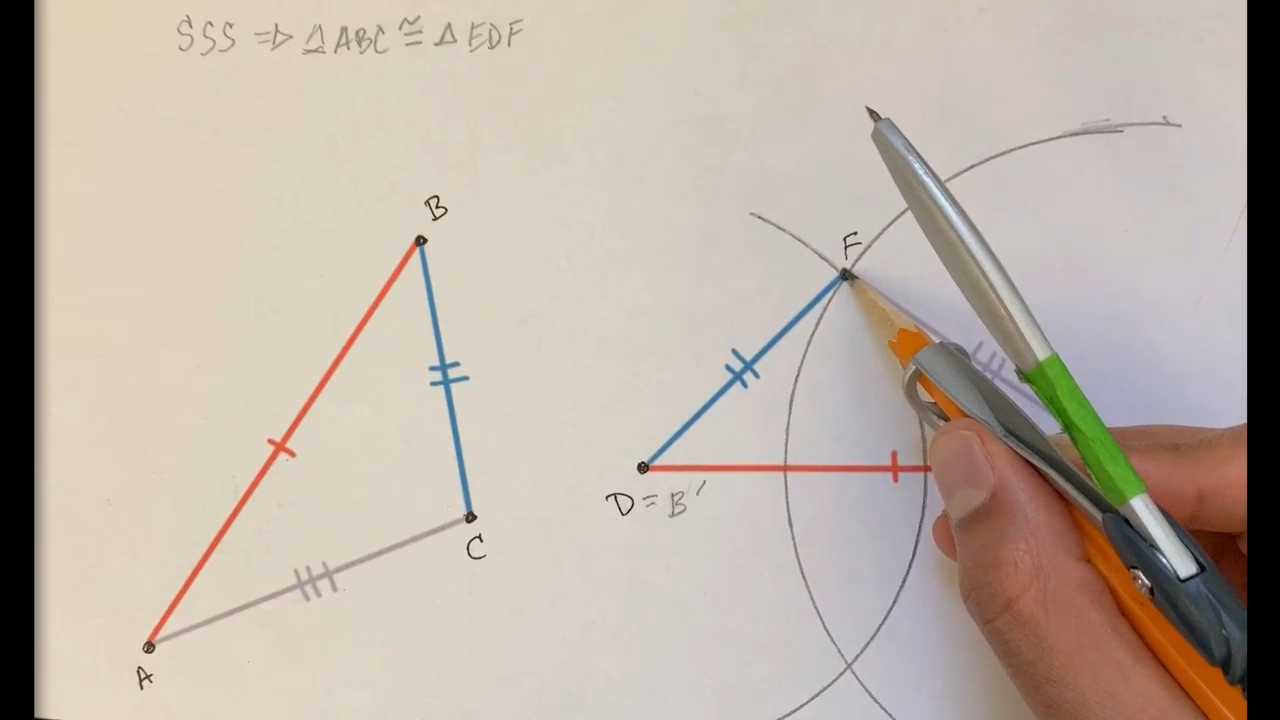 SSS ⇒ △ABC ≅ △EDF
B
F
D = B′
C
A